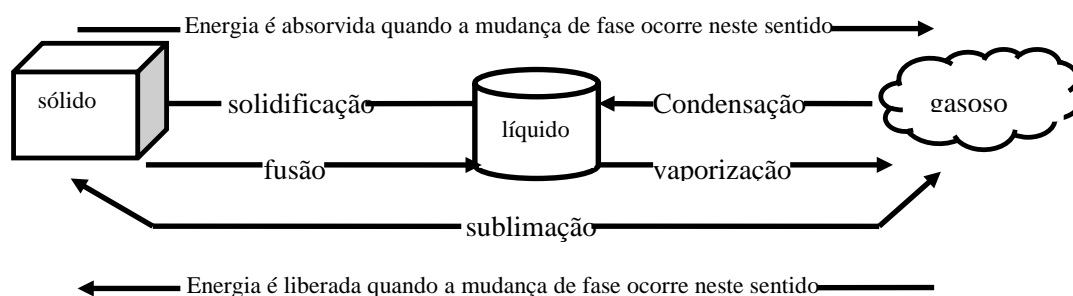 Energia é absorvida quando a mudança de fase ocorre neste sentido
sólido
solidificação
líquido
Condensação
gasoso
fusão
vaporização
sublimação
Energia é liberada quando a mudança de fase ocorre neste sentido